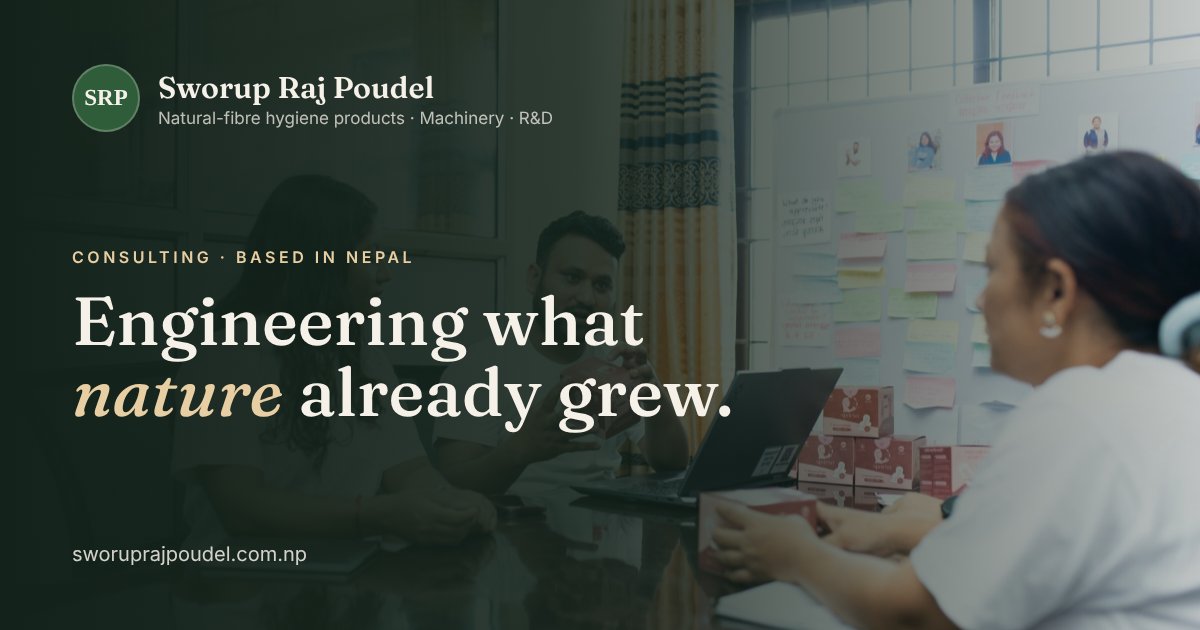 SRP
Sworup Raj Poudel
Natural-fibre hygiene products · Machinery · R&D
CONSULTING · BASED IN NEPAL
Engineering what
nature already grew.
sworuprajpoudel.com.np